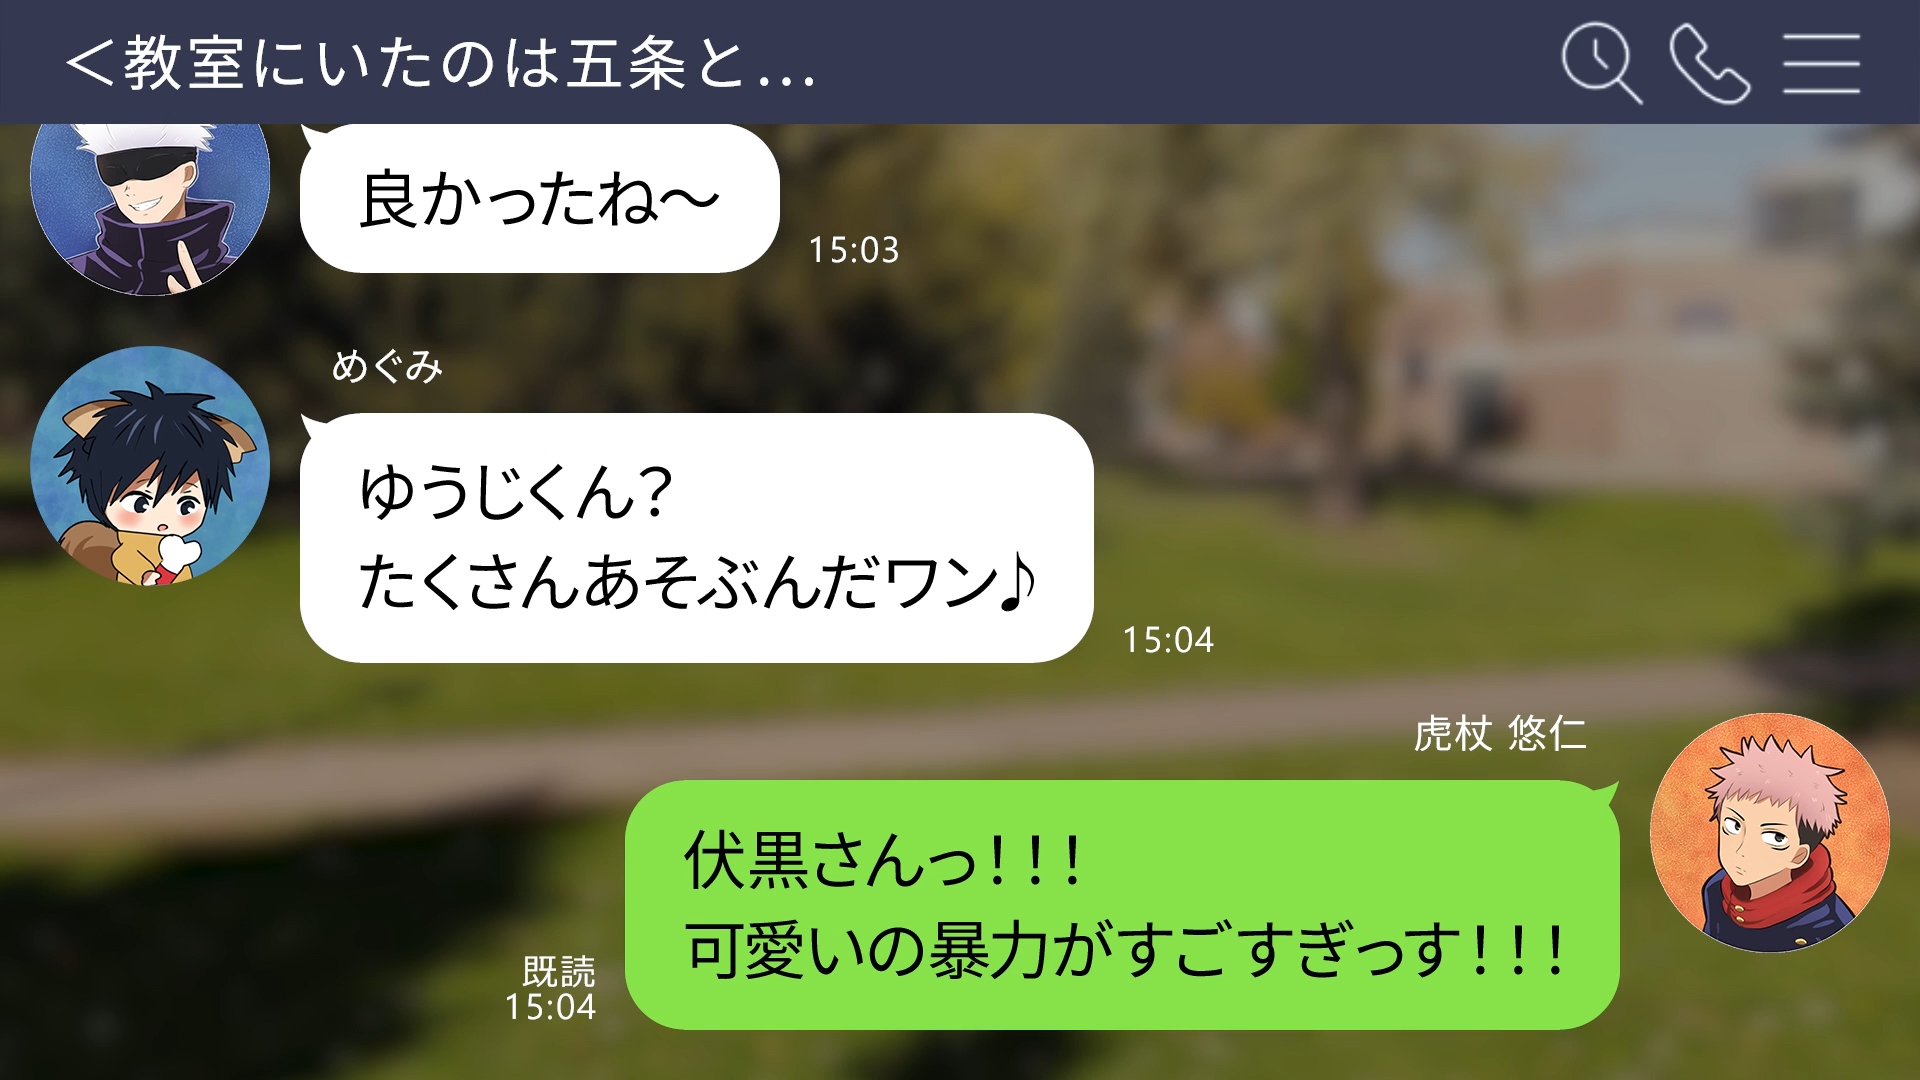 ＜教室にいたのは五条と...
良かったね～
15:03
めぐみ
ゆうじくん？
たくさんあそぶんだワン♪
15:04
虎杖 悠仁
伏黒さんっ！！！
可愛いの暴力がすごすぎっす！！！
既読
15:04